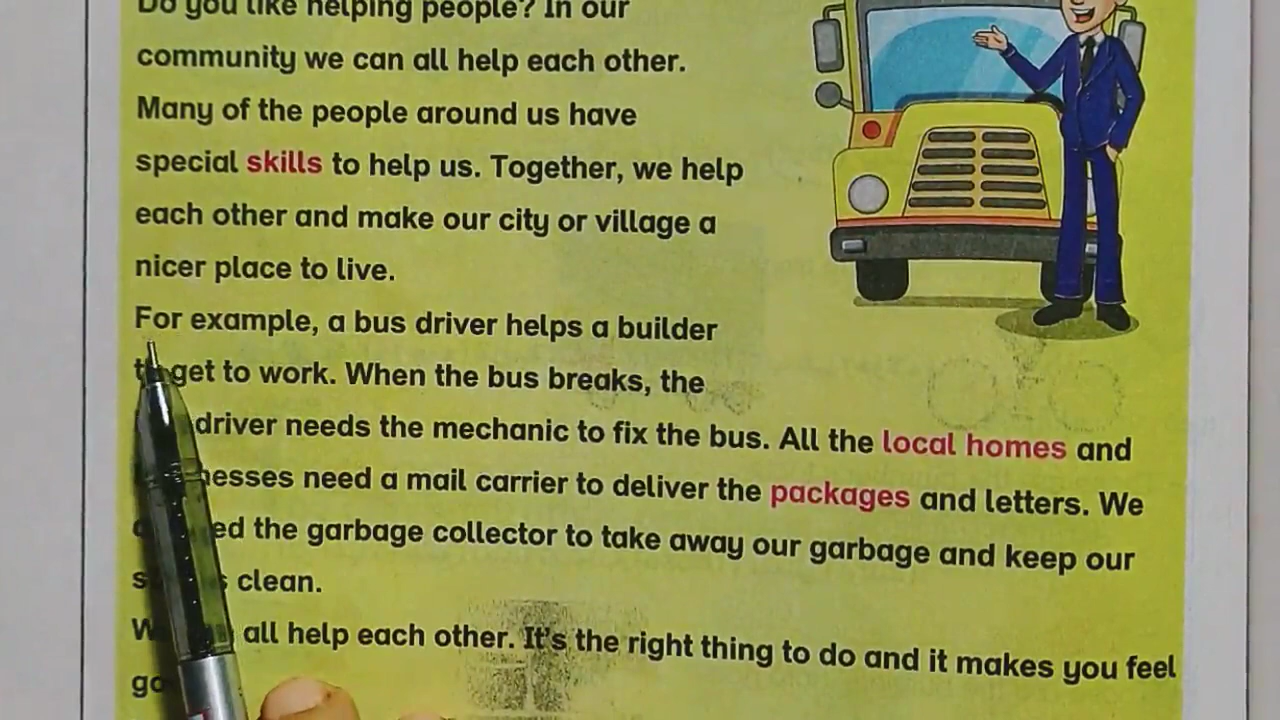 Do you like helping people? In our
community we can all help each other.
Many of the people around us have
special skills to help us. Together, we help
each other and make our city or village a
nicer place to live.
For example, a bus driver helps a builder
get to work. When the bus breaks, the
driver needs the mechanic to fix the bus. All the local homes and
need a mail carrier to deliver the packages and letters. We
the garbage collector to take away our garbage and keep our
clean.
all help each other. It's the right thing to do and it makes you feel